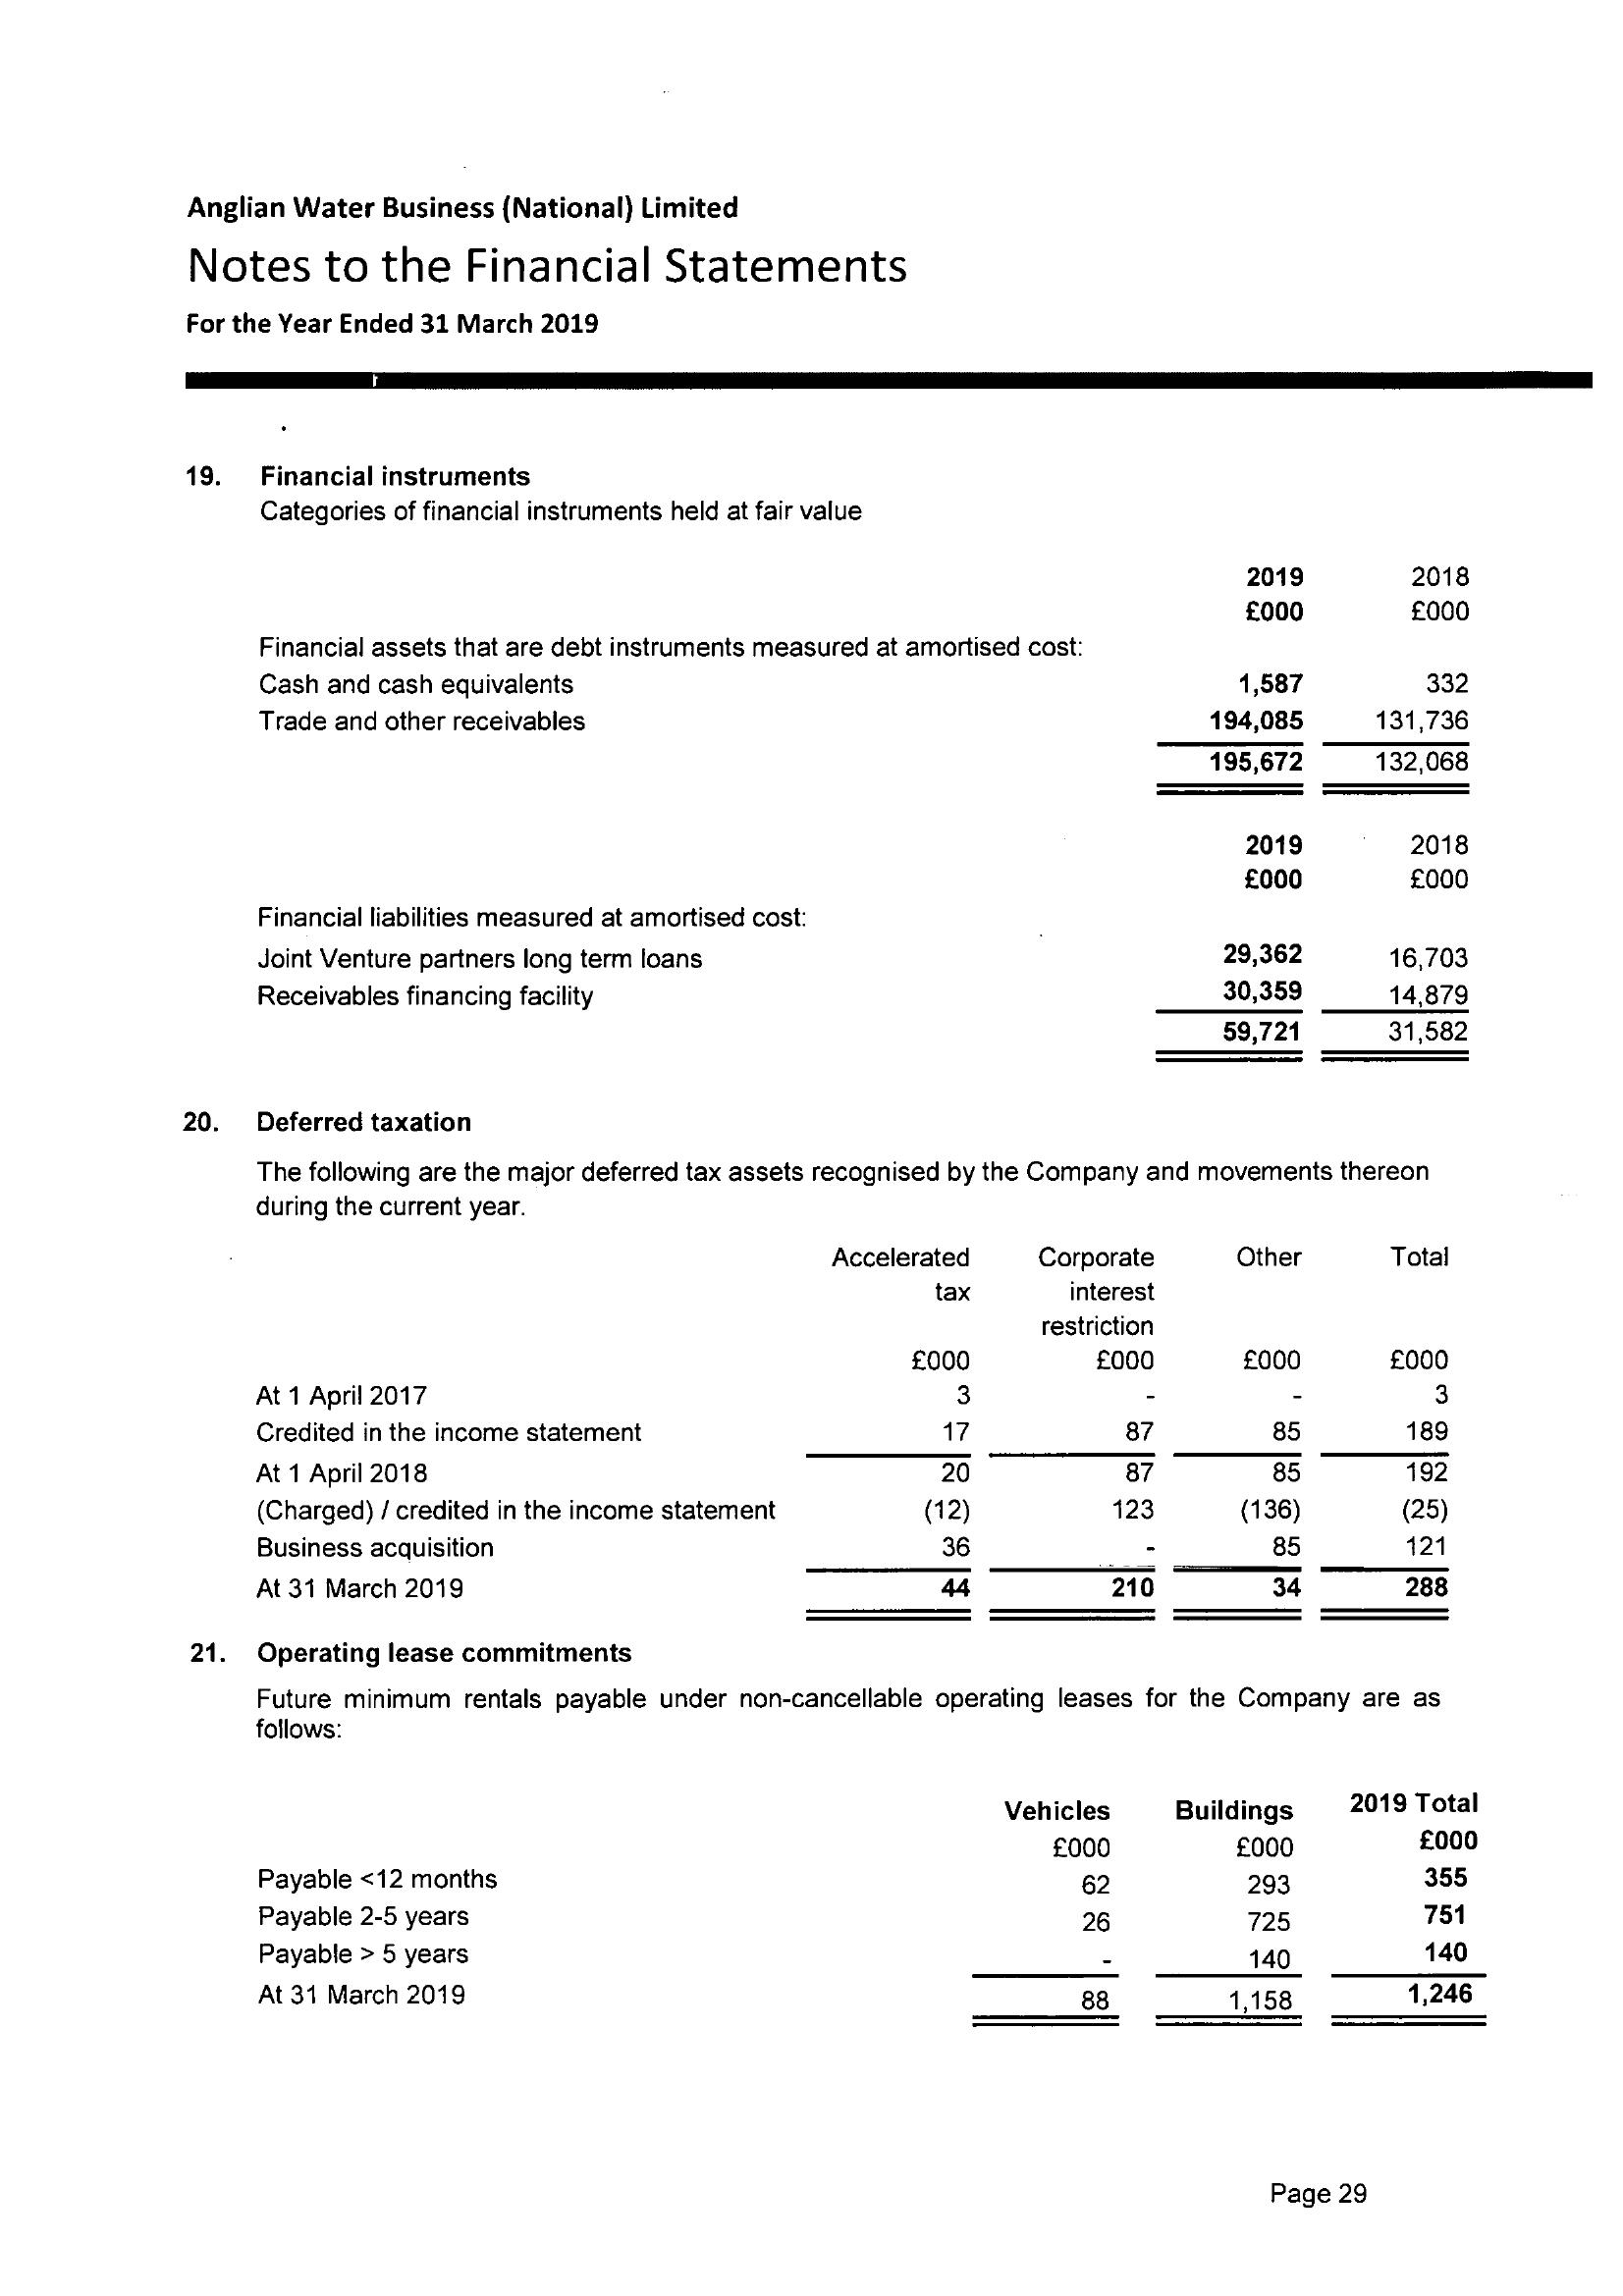 Anglian Water Business (National) Limited
Notes to the Financial Statements
For the Year Ended 31 March 2019
19. Financial instruments
Categories of financial instruments held at fair value
2019 2018
£000 £000
Financial assets that are debt instruments measured at amortised cost:
Cash and cash equivalents 1,587 332
Trade and other receivables 194,085 131,736
195,672 132,068
2019 2018
£000 £000
Financial liabilities measured at amortised cost:
Joint Venture partners long term loans 29,362 16,703
Receivables financing facility 30,359 14,879
59,721 31,582
20. Deferred taxation
The following are the major deferred tax assets recognised by the Company and movements thereon
during the current year.
Accelerated Corporate Other Total
tax interest
restriction
£000 £000 £000 £000
At 1 April 2017 3 - - 3
Credited in the income statement 17 87 85 189
At 1 April 2018 20 87 85 192
(Charged) / credited in the income statement (12) 123 (136) (25)
Business acquisition 36 - 85 121
At 31 March 2019 44 210 34 288
21. Operating lease commitments
Future minimum rentals payable under non-cancellable operating leases for the Company are as
follows:
Vehicles Buildings 2019 Total
£000 £000 £000
Payable <12 months 62 293 355
Payable 2-5 years 26 725 751
Payable > 5 years - 140 140
At 31 March 2019 88 1,158 1,246
Page 29